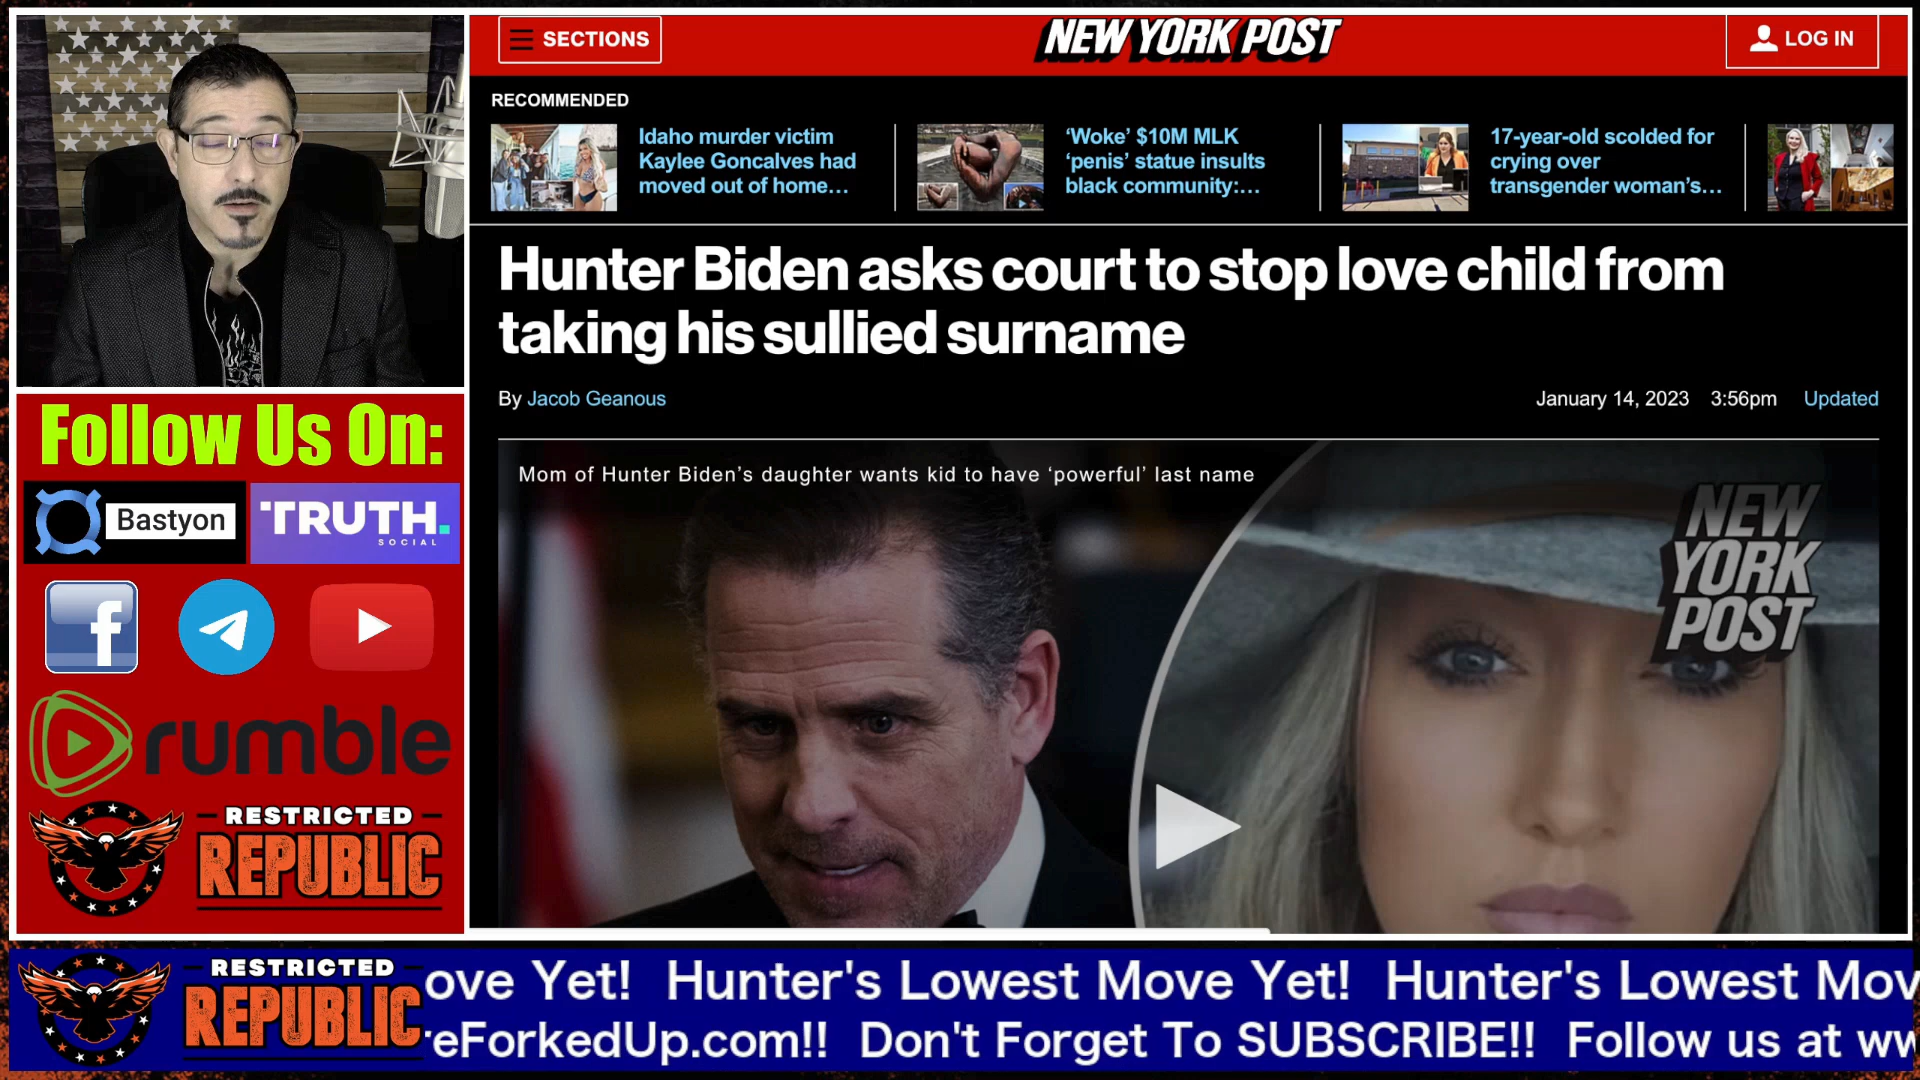 SECTIONS
NEW YORK POST
LOG IN
RECOMMENDED
Idaho murder victim
Kaylee Goncalves had
moved out of home...
‘Woke’ $10M MLK
‘penis’ statue insults
black community:...
17-year-old scolded for
crying over
transgender woman’s...
Hunter Biden asks court to stop love child from
taking his sullied surname
By Jacob Geanous
January 14, 2023 3:56pm Updated
Mom of Hunter Biden’s daughter wants kid to have ‘powerful’ last name
NEW
YORK
POST
Follow Us On:
Bastyon
TRUTH.
SOCIAL
f
rumble
RESTRICTED
REPUBLIC
RESTRICTED
REPUBLIC
ove Yet! Hunter's Lowest Move Yet! Hunter's Lowest Mov
reForkedUp.com!! Don't Forget To SUBSCRIBE!! Follow us at ww